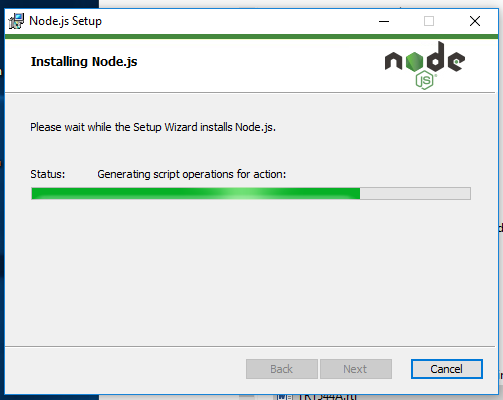 Node.js Setup
Installing Node.js
node
JS
Please wait while the Setup Wizard installs Node.js.
Status: Generating script operations for action:
Back Next Cancel